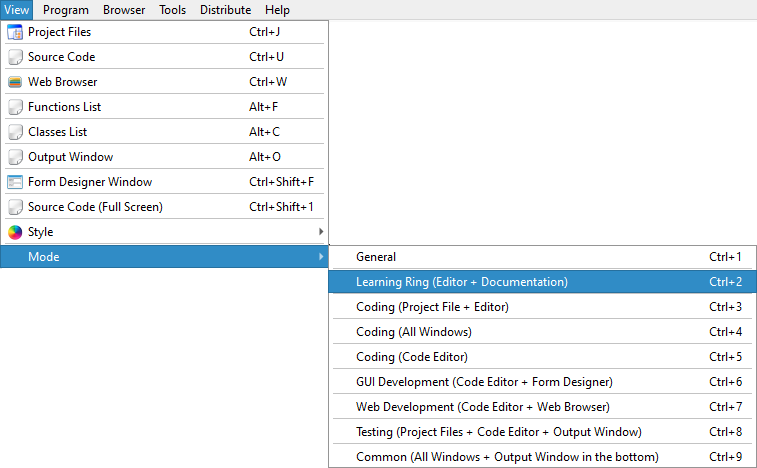 View Program Browser Tools Distribute Help
Project Files Ctrl+J
Source Code Ctrl+U
Web Browser Ctrl+W
Functions List Alt+F
Classes List Alt+C
Output Window Alt+O
Form Designer Window Ctrl+Shift+F
Source Code (Full Screen) Ctrl+Shift+1
Style
Mode
General Ctrl+1
Learning Ring (Editor + Documentation) Ctrl+2
Coding (Project File + Editor) Ctrl+3
Coding (All Windows) Ctrl+4
Coding (Code Editor) Ctrl+5
GUI Development (Code Editor + Form Designer) Ctrl+6
Web Development (Code Editor + Web Browser) Ctrl+7
Testing (Project Files + Code Editor + Output Window) Ctrl+8
Common (All Windows + Output Window in the bottom) Ctrl+9